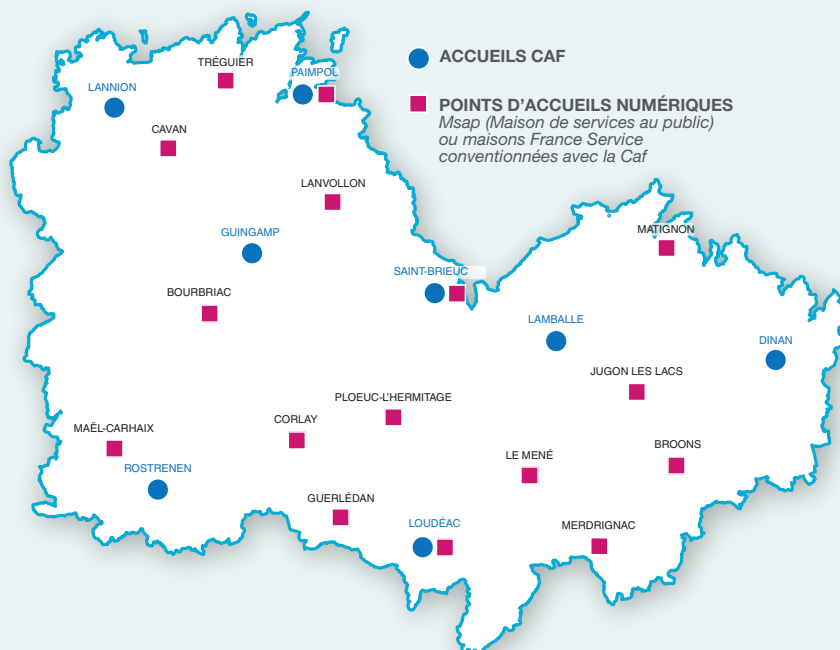 ACCUEILS CAF
POINTS D'ACCUEILS NUMÉRIQUES
Msap (Maison de services au public)
ou maisons France Service
conventionnées avec la Caf
TRÉGUIER
PAIMPOL
LANNION
CAVAN
LANVOLLON
GUINGAMP
MATIGNON
SAINT-BRIEUC
BOURBRIAC
LAMBALLE
DINAN
JUGON LES LACS
PLOEUC-L'HERMITAGE
CORLAY
MAËL-CARHAIX
BROONS
LE MENÉ
ROSTRENEN
GUERLÉDAN
LOUDÉAC
MERDRIGNAC